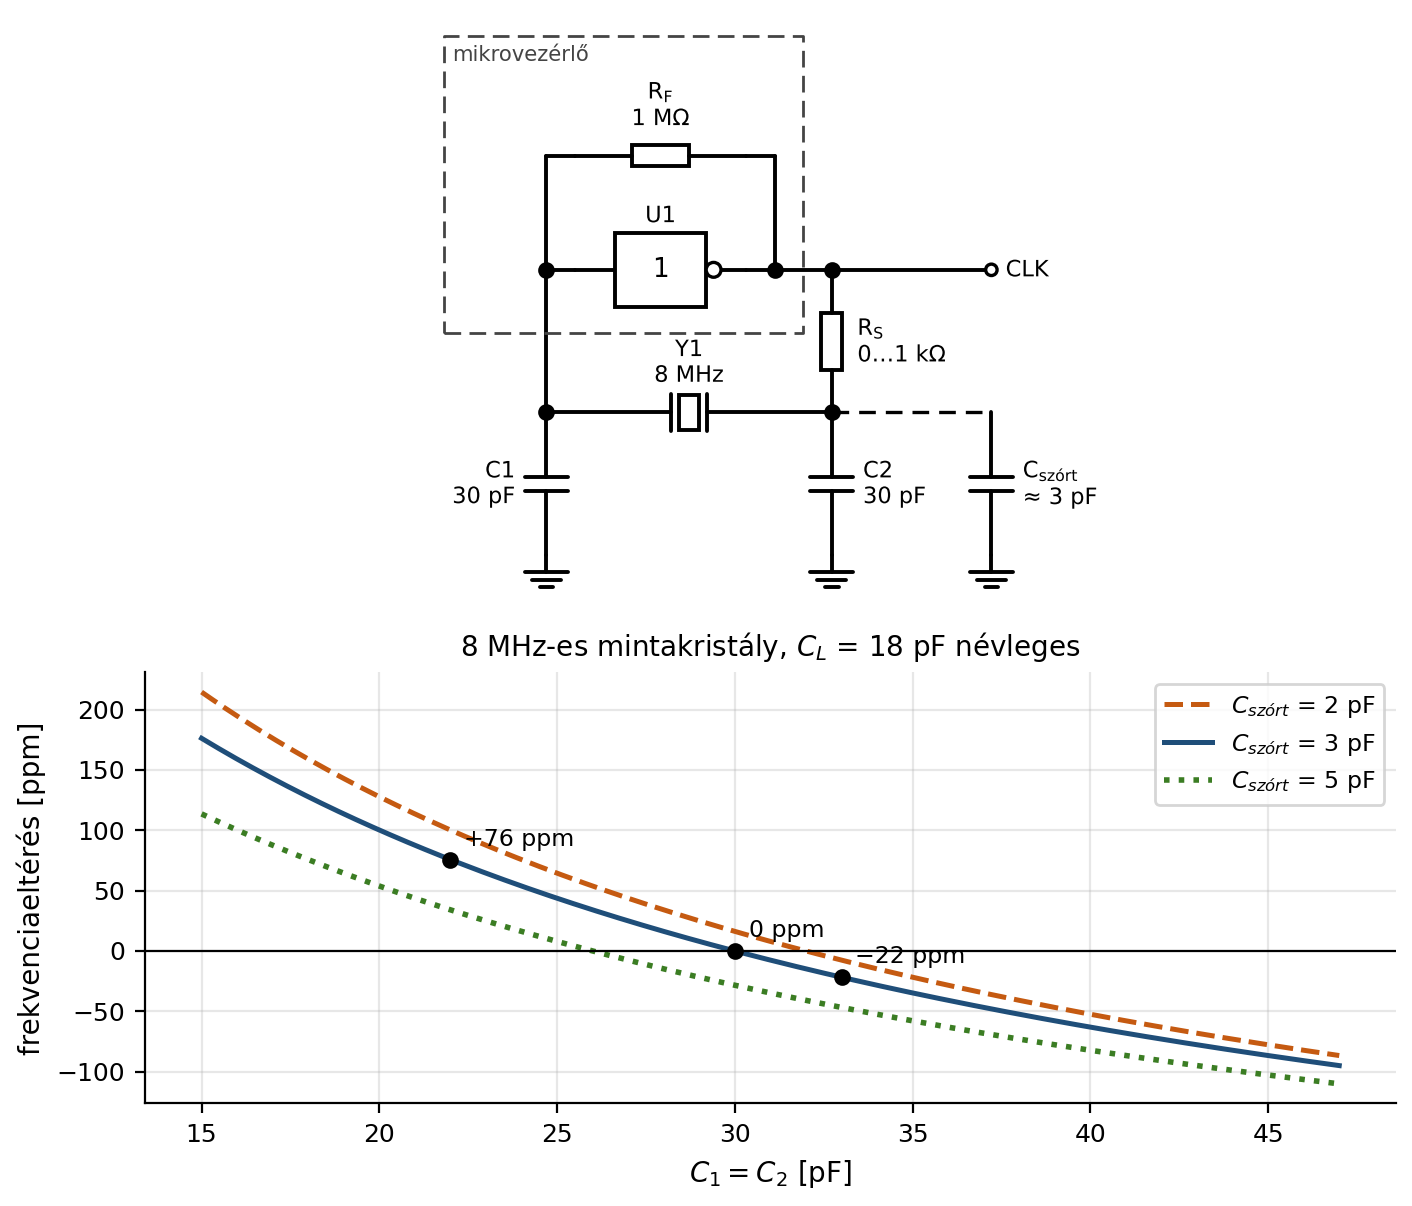 mikrovezérlő
R_F
1 MΩ
U1
1
CLK
R_S
0…1 kΩ
Y1
8 MHz
C1
30 pF
C2
30 pF
C_szórt
≈ 3 pF
8 MHz-es mintakristály, C_L = 18 pF névleges
frekvenciaeltérés [ppm]
200
150
100
50
0
−50
−100
C_szórt = 2 pF
C_szórt = 3 pF
C_szórt = 5 pF
+76 ppm
0 ppm
−22 ppm
15 20 25 30 35 40 45
C_1 = C_2 [pF]